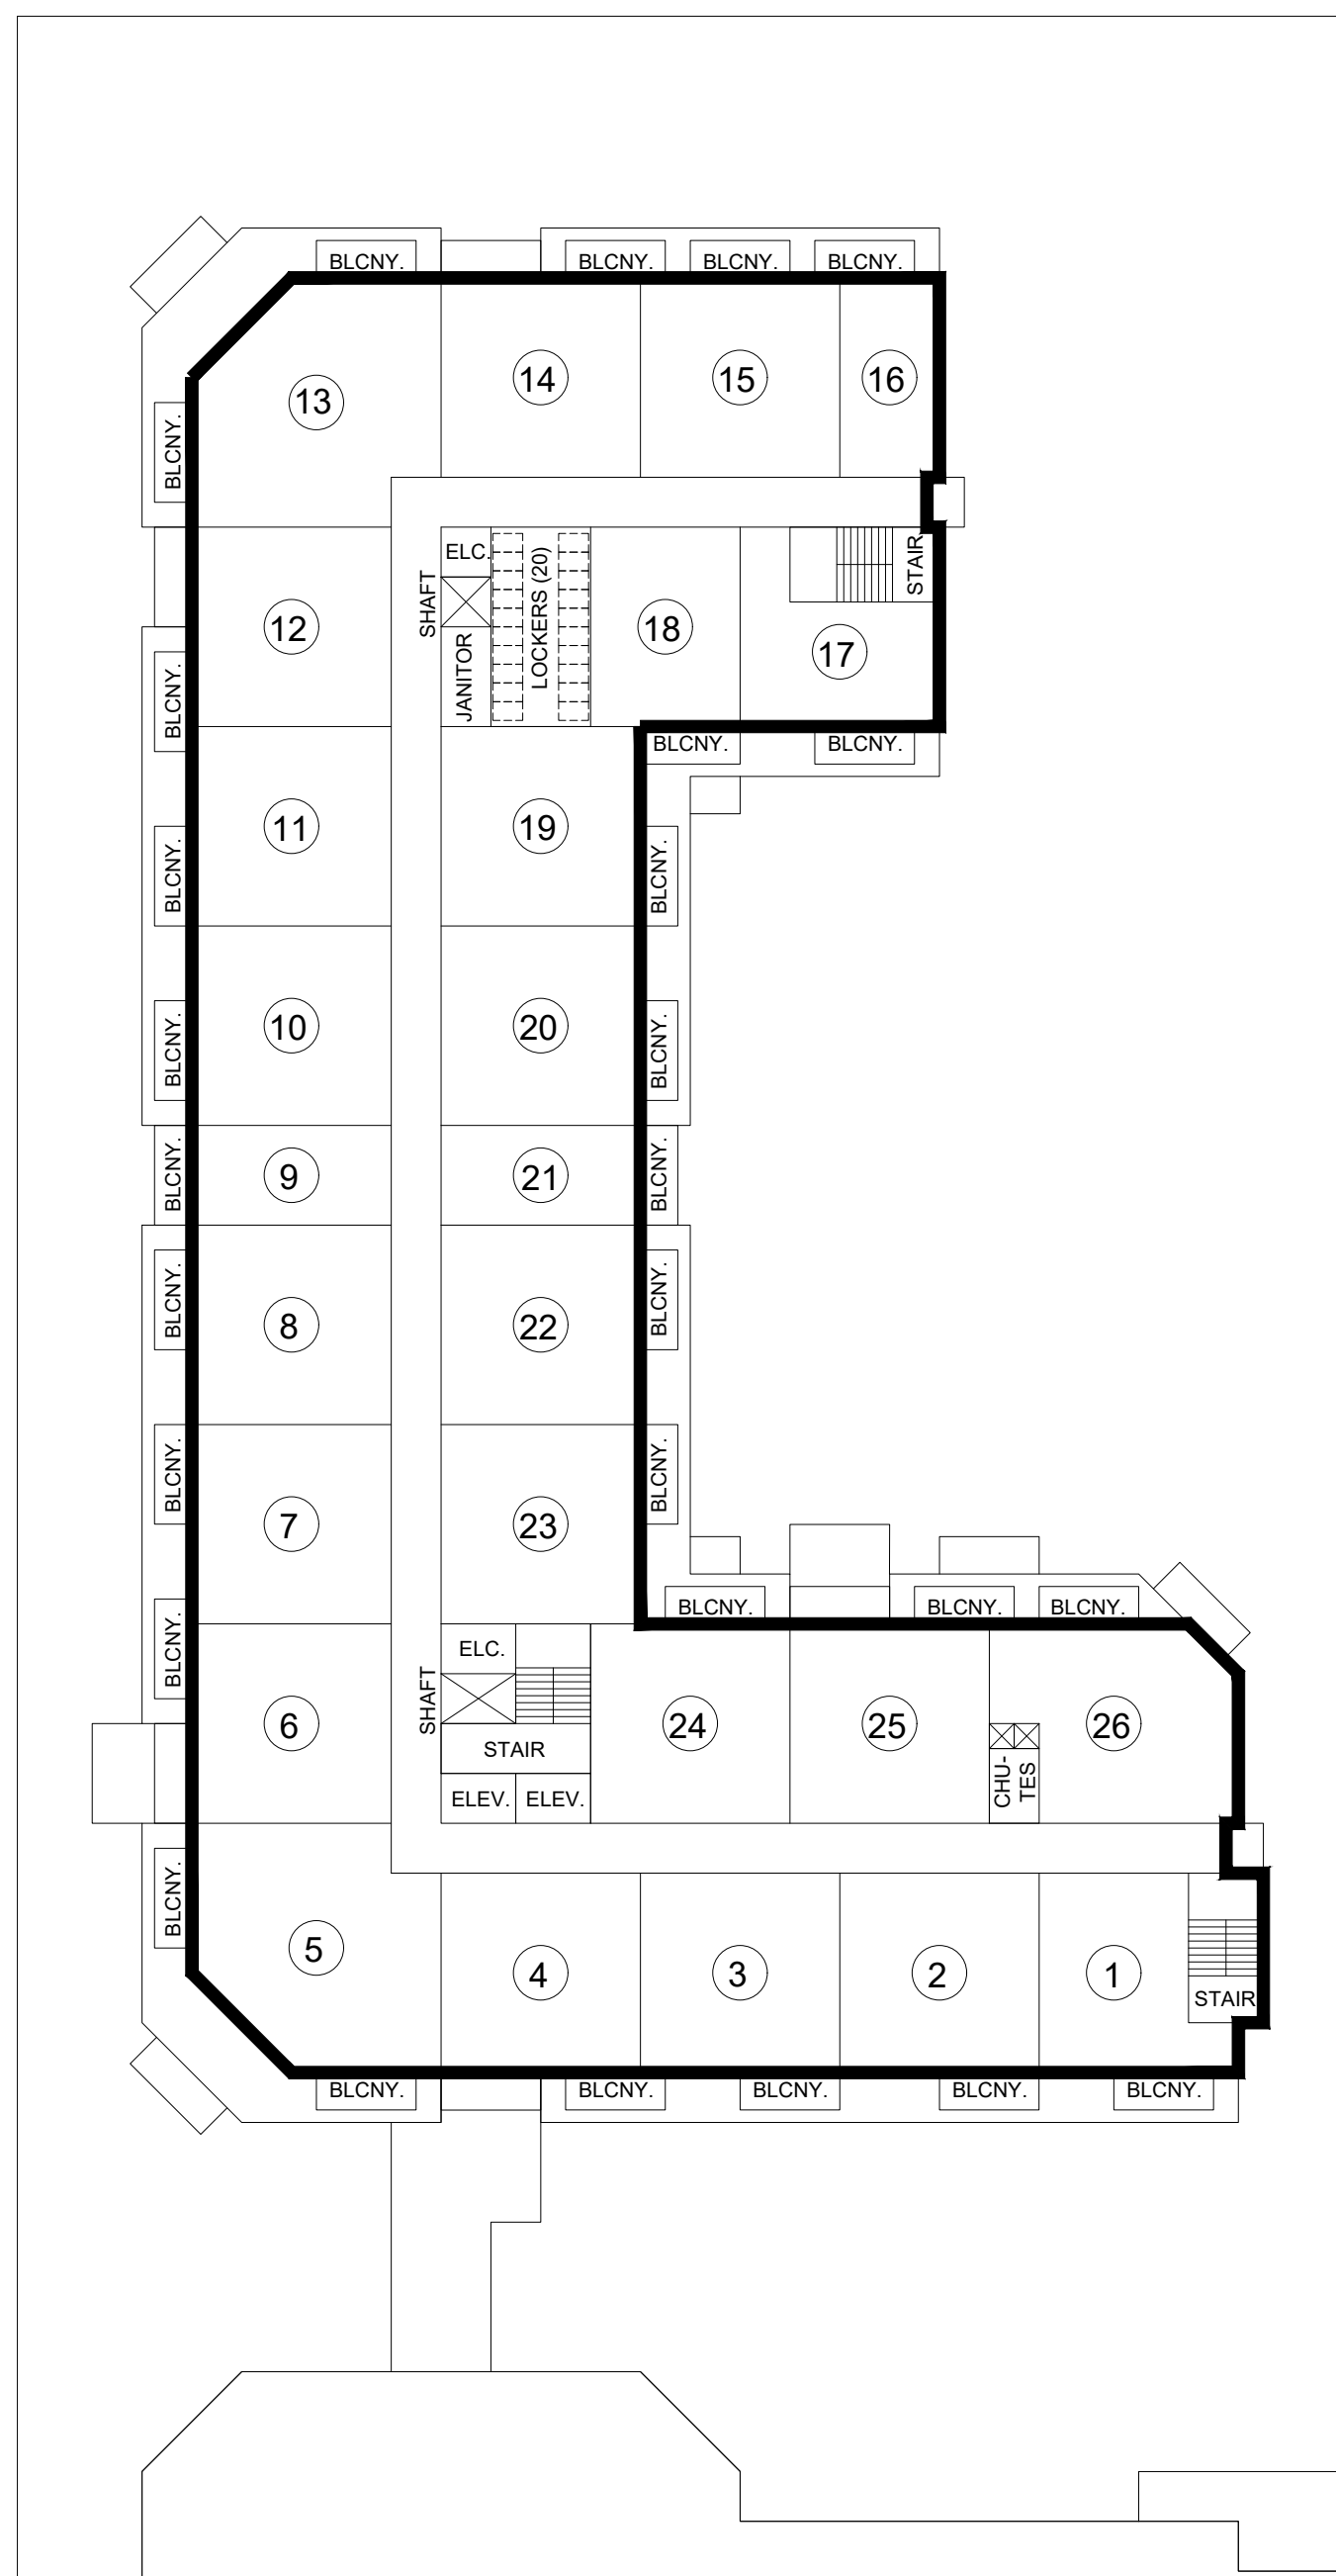 BLCNY.
BLCNY.
BLCNY.
BLCNY.
13
14
15
16
BLCNY.
ELC.
SHAFT
JANITOR
LOCKERS (20)
STAIR
12
18
17
BLCNY.
BLCNY.
BLCNY.
11
19
BLCNY.
BLCNY.
10
20
BLCNY.
BLCNY.
BLCNY.
9
21
BLCNY.
BLCNY.
8
22
BLCNY.
BLCNY.
7
23
BLCNY.
BLCNY.
BLCNY.
BLCNY.
BLCNY.
ELC.
SHAFT
STAIR
ELEV.
ELEV.
6
24
25
26
CHU-
TES
BLCNY.
5
4
3
2
1
STAIR
BLCNY.
BLCNY.
BLCNY.
BLCNY.
BLCNY.